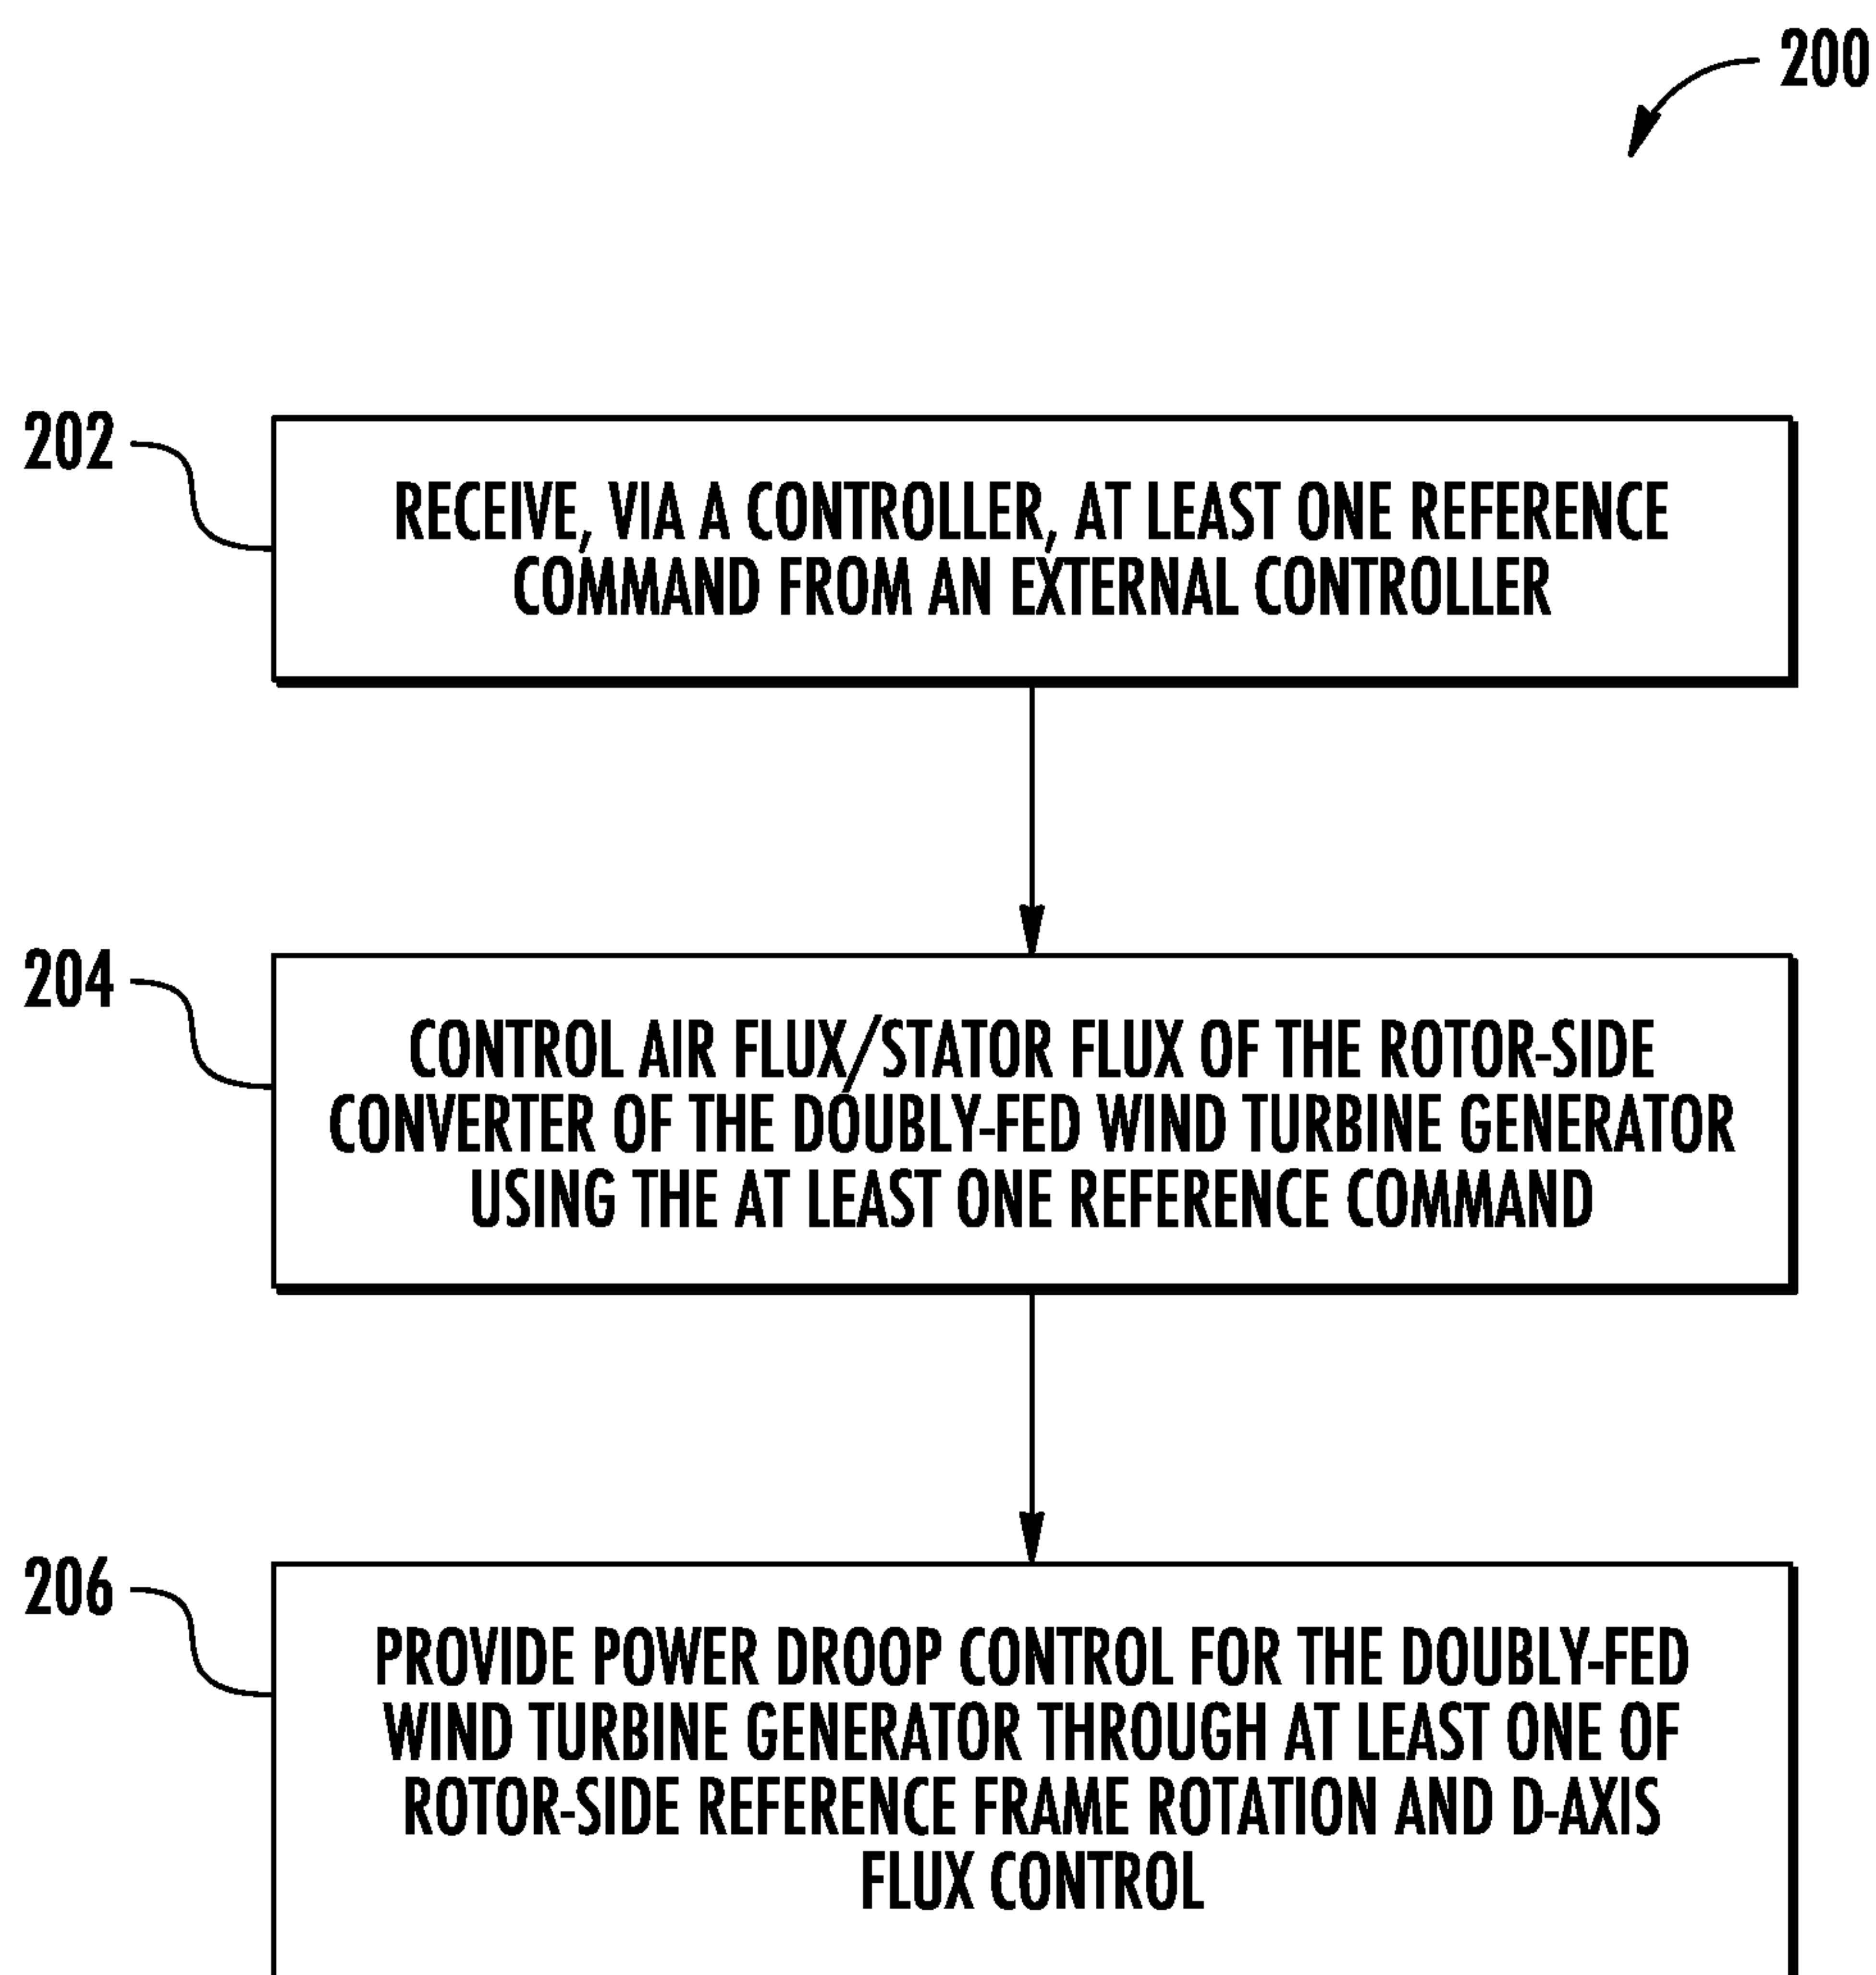 200
202
RECEIVE, VIA A CONTROLLER, AT LEAST ONE REFERENCE
COMMAND FROM AN EXTERNAL CONTROLLER
204
CONTROL AIR FLUX/STATOR FLUX OF THE ROTOR-SIDE
CONVERTER OF THE DOUBLY-FED WIND TURBINE GENERATOR
USING THE AT LEAST ONE REFERENCE COMMAND
206
PROVIDE POWER DROOP CONTROL FOR THE DOUBLY-FED
WIND TURBINE GENERATOR THROUGH AT LEAST ONE OF
ROTOR-SIDE REFERENCE FRAME ROTATION AND D-AXIS
FLUX CONTROL